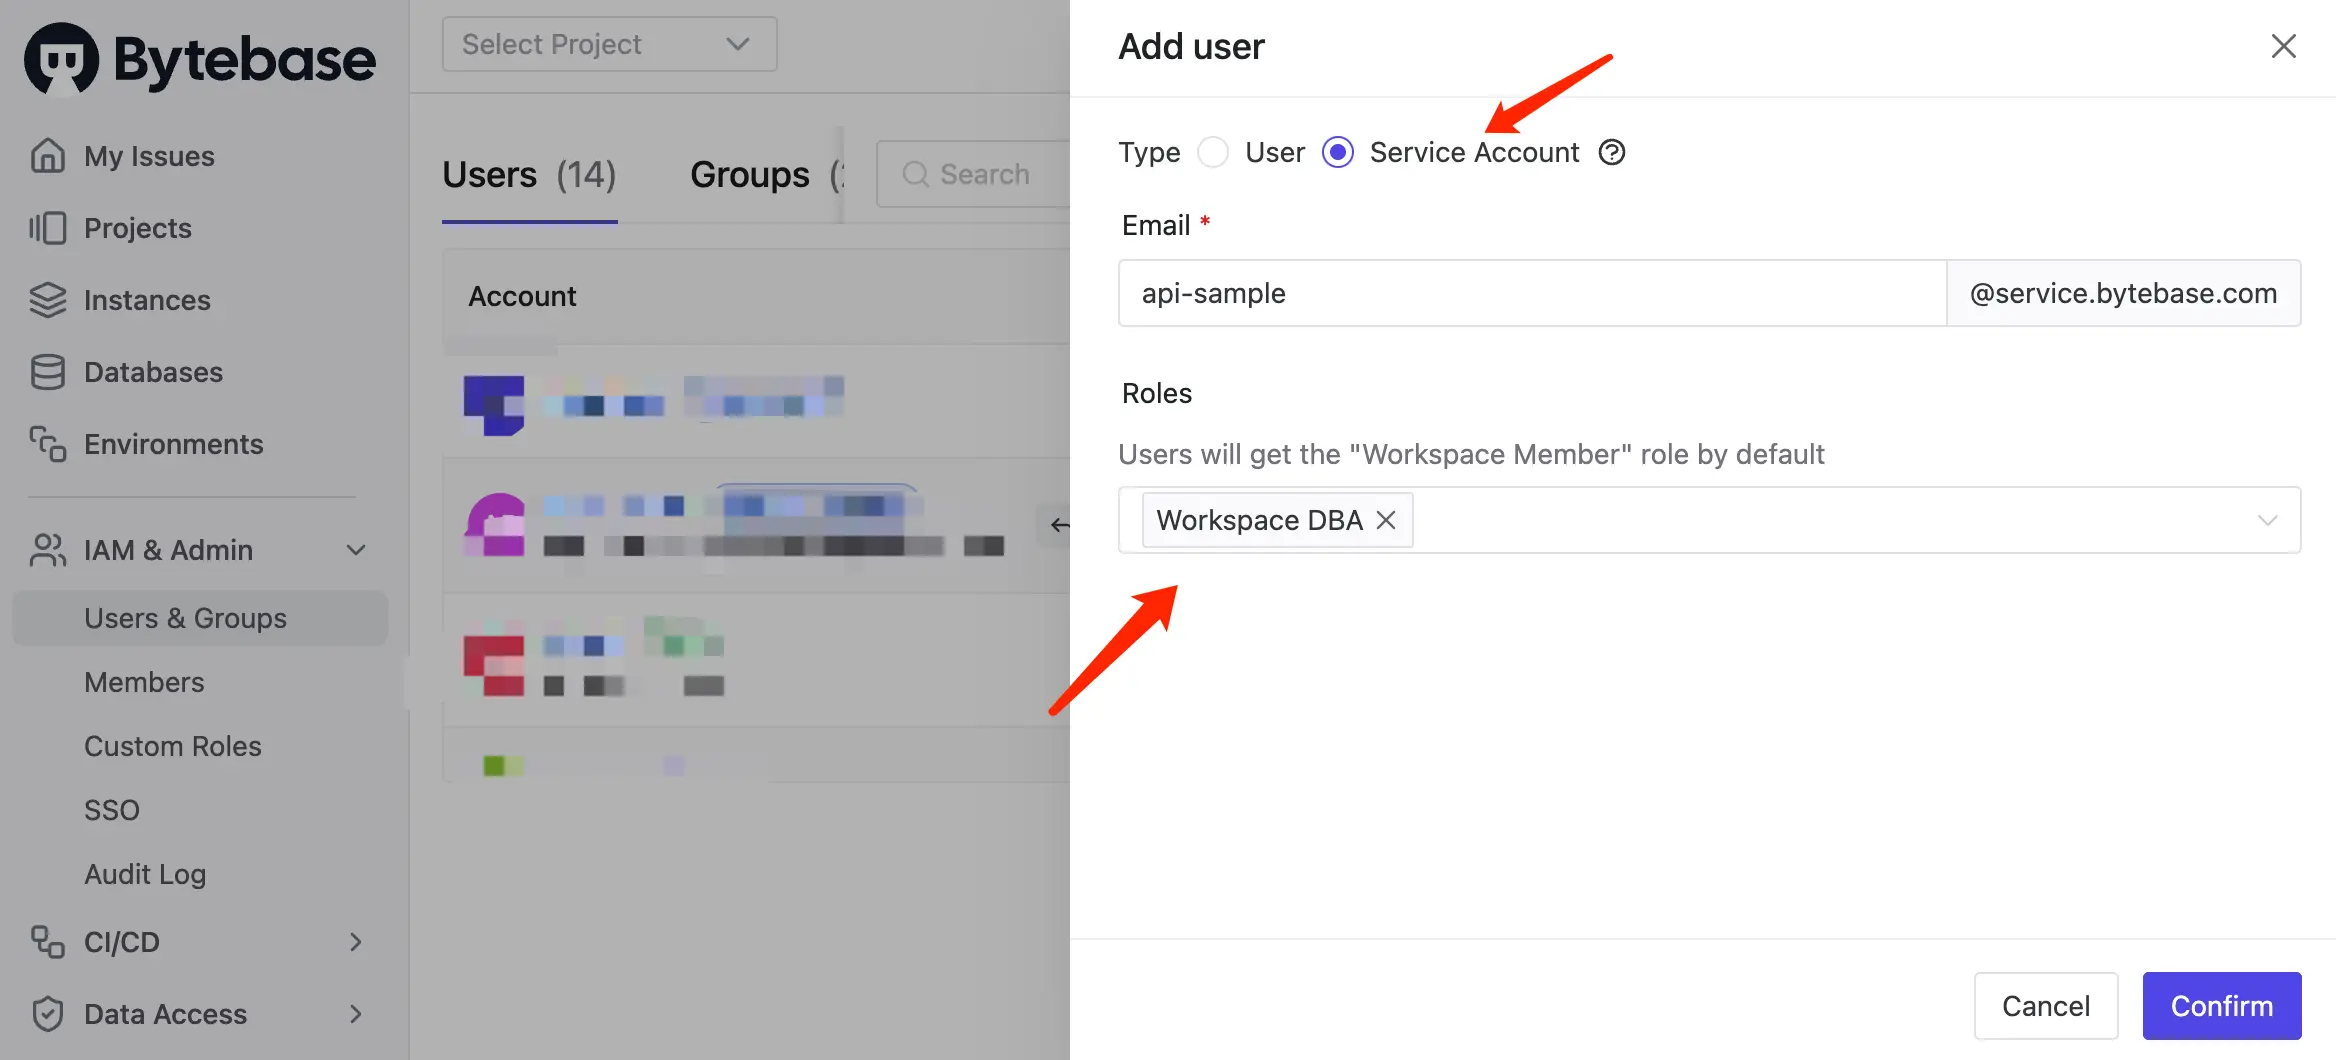 Bytebase
My Issues
Projects
Instances
Databases
Environments
IAM & Admin
Users & Groups
Members
Custom Roles
SSO
Audit Log
CI/CD
Data Access
Select Project
Users (14)
Groups
Search
Account
Add user
Type User Service Account
Email *
api-sample @service.bytebase.com
Roles
Users will get the "Workspace Member" role by default
Workspace DBA
Cancel Confirm